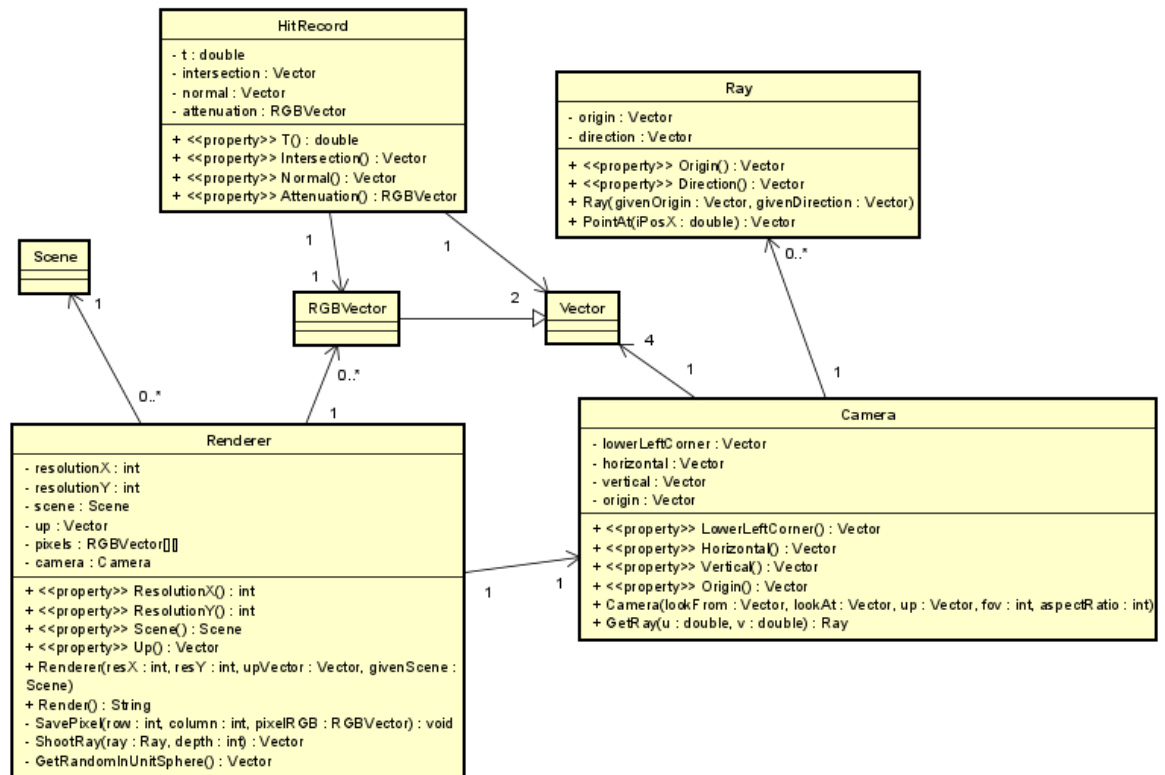 HitRecord
- t : double
- intersection : Vector
- normal : Vector
- attenuation : RGBVector
+ <<property>> T() : double
+ <<property>> Intersection() : Vector
+ <<property>> Normal() : Vector
+ <<property>> Attenuation() : RGBVector
Ray
- origin : Vector
- direction : Vector
+ <<property>> Origin() : Vector
+ <<property>> Direction() : Vector
+ Ray(givenOrigin : Vector, givenDirection : Vector)
+ PointAt(iPosX : double) : Vector
1
1
0..*
Scene
1
1
RGBVector
2
Vector
4
1
0..*
0..*
1
1
Renderer
- resolutionX : int
- resolutionY : int
- scene : Scene
- up : Vector
- pixels : RGBVector[][]
- camera : Camera
+ <<property>> ResolutionX() : int
+ <<property>> ResolutionY() : int
+ <<property>> Scene() : Scene
+ <<property>> Up() : Vector
+ Renderer(resX : int, resY : int, upVector : Vector, givenScene :
Scene)
+ Render() : String
- SavePixel(row : int, column : int, pixelRGB : RGBVector) : void
- ShootRay(ray : Ray, depth : int) : Vector
- GetRandomInUnitSphere() : Vector
1
1
Camera
- lowerLeftCorner : Vector
- horizontal : Vector
- vertical : Vector
- origin : Vector
+ <<property>> LowerLeftCorner() : Vector
+ <<property>> Horizontal() : Vector
+ <<property>> Vertical() : Vector
+ <<property>> Origin() : Vector
+ Camera(lookFrom : Vector, lookAt : Vector, up : Vector, fov : int, aspectRatio : int)
+ GetRay(u : double, v : double) : Ray